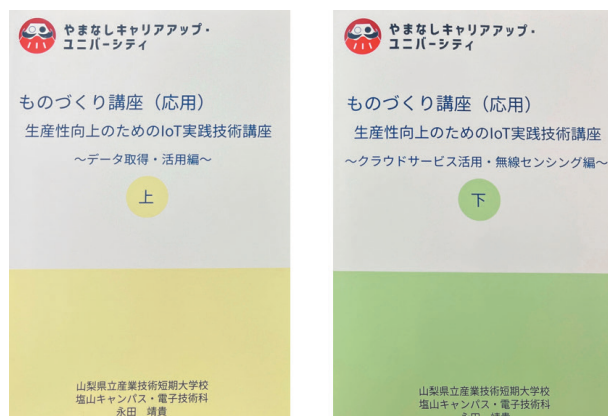 やまなしキャリアアップ・
ユニバーシティ
ものづくり講座（応用）
生産性向上のためのIoT実践技術講座
～データ取得・活用編～
上
山梨県立産業技術短期大学校
塩山キャンパス・電子技術科
永田　靖貴
やまなしキャリアアップ・
ユニバーシティ
ものづくり講座（応用）
生産性向上のためのIoT実践技術講座
～クラウドサービス活用・無線センシング編～
下
山梨県立産業技術短期大学校
塩山キャンパス・電子技術科
永田　靖貴